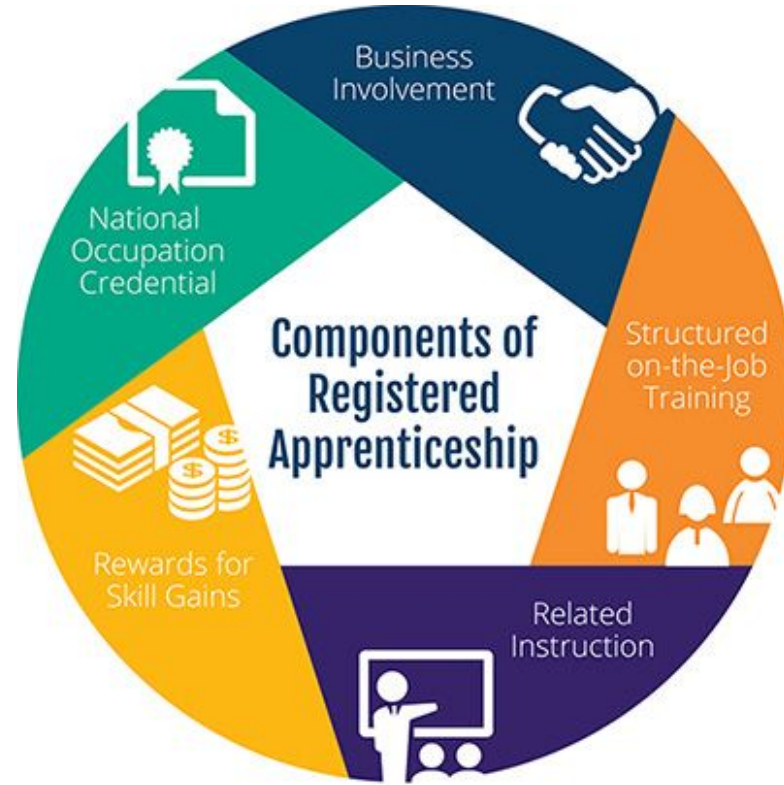 Business
Involvement
National
Occupation
Credential
Components of
Registered
Apprenticeship
Structured
on-the-Job
Training
$
$
Rewards for
Skill Gains
Related
Instruction